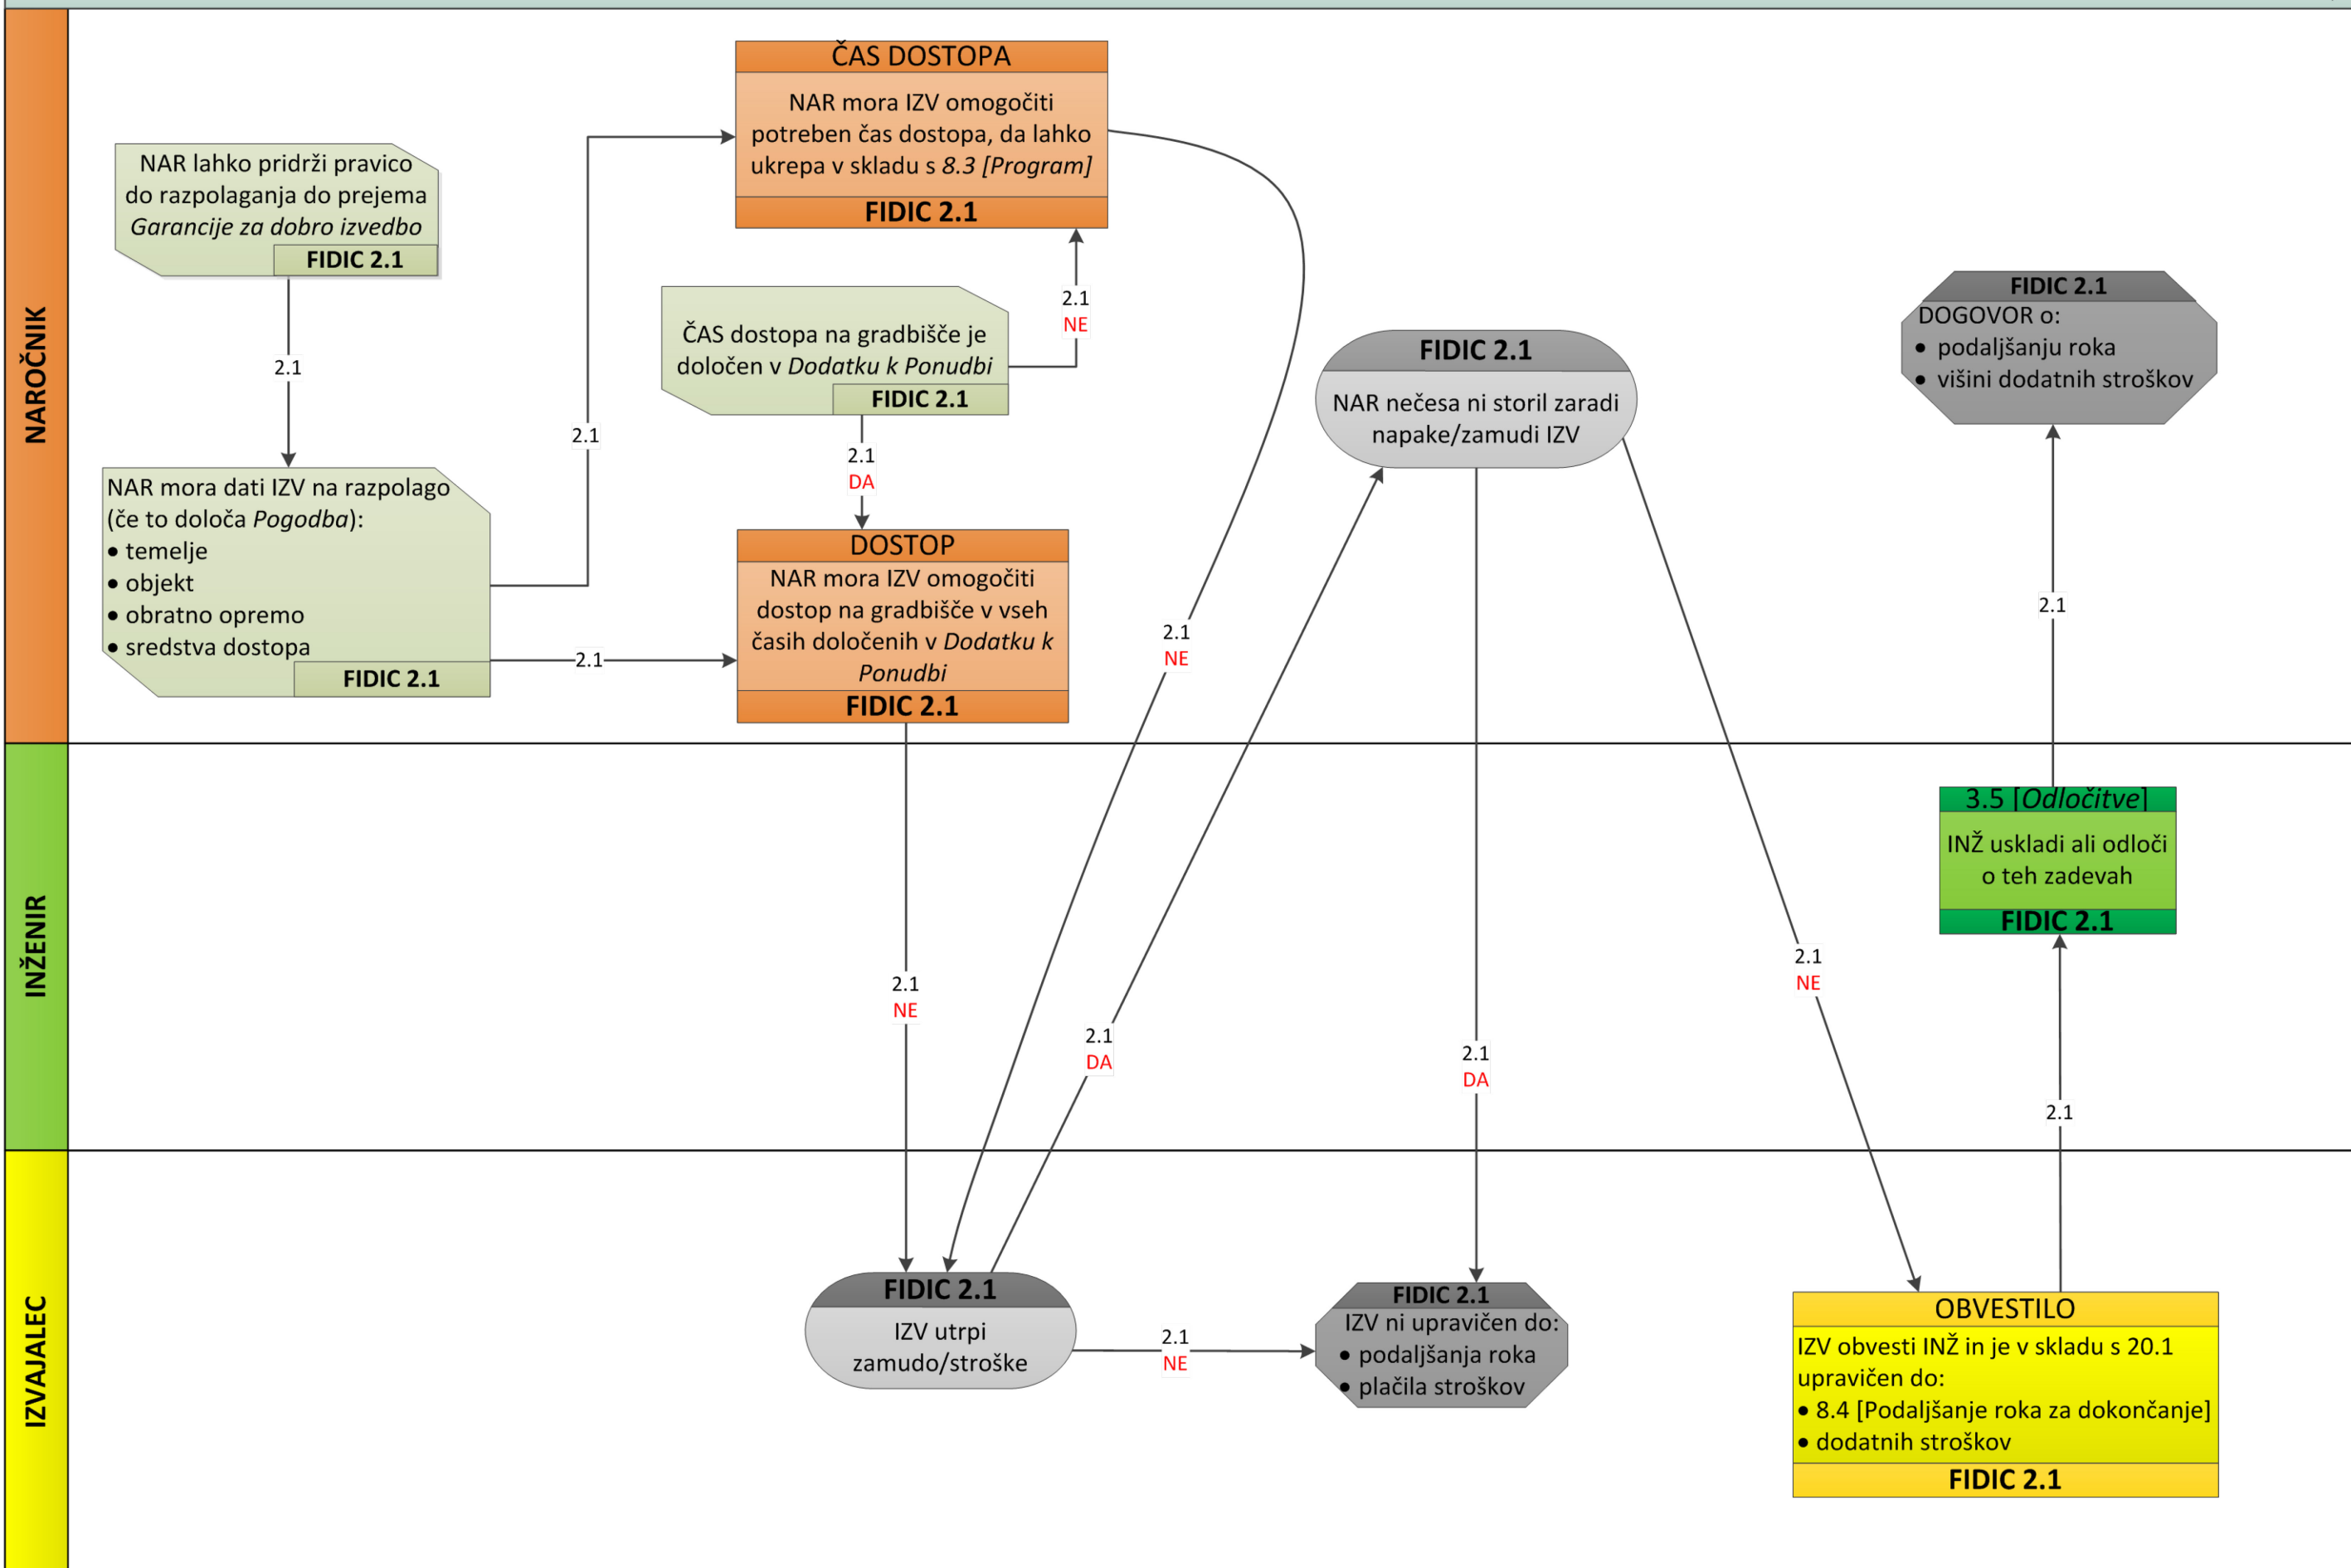 NAROČNIK
NAR lahko pridrži pravico
do razpolaganja do prejema
Garancije za dobro izvedbo
FIDIC 2.1
2.1
NAR mora dati IZV na razpolago
(če to določa Pogodba):
• temelje
• objekt
• obratno opremo
• sredstva dostopa
FIDIC 2.1
2.1
2.1
ČAS DOSTOPA
NAR mora IZV omogočiti
potreben čas dostopa, da lahko
ukrepa v skladu s 8.3 [Program]
FIDIC 2.1
ČAS dostopa na gradbišče je
določen v Dodatku k Ponudbi
FIDIC 2.1
2.1
NE
2.1
DA
DOSTOP
NAR mora IZV omogočiti
dostop na gradbišče v vseh
časih določenih v Dodatku k
Ponudbi
FIDIC 2.1
2.1
NE
FIDIC 2.1
NAR nečesa ni storil zaradi
napake/zamudi IZV
FIDIC 2.1
DOGOVOR o:
• podaljšanju roka
• višini dodatnih stroškov
2.1
INŽENIR
2.1
NE
2.1
DA
2.1
DA
2.1
NE
3.5 [Odločitve]
INŽ uskladi ali odloči
o teh zadevah
FIDIC 2.1
2.1
IZVAJALEC
FIDIC 2.1
IZV utrpi
zamudo/stroške
2.1
NE
FIDIC 2.1
IZV ni upravičen do:
• podaljšanja roka
• plačila stroškov
OBVESTILO
IZV obvesti INŽ in je v skladu s 20.1
upravičen do:
• 8.4 [Podaljšanje roka za dokončanje]
• dodatnih stroškov
FIDIC 2.1